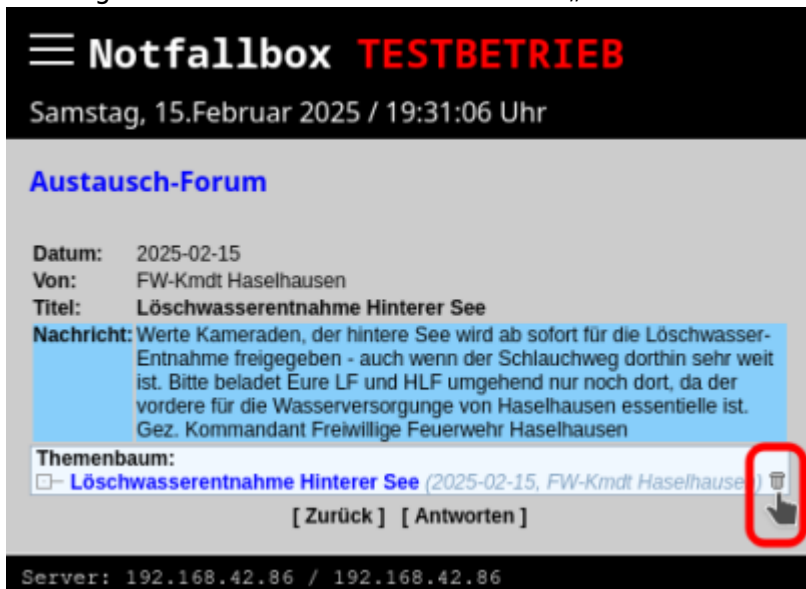 Notfallbox TESTBETRIEB
Samstag, 15.Februar 2025 / 19:31:06 Uhr
Austausch-Forum
Datum: 2025-02-15
Von: FW-Kmdt Haselhausen
Titel: Löschwasserentnahme Hinterer See
Nachricht: Werte Kameraden, der hintere See wird ab sofort für die Löschwasser-
Entnahme freigegeben - auch wenn der Schlauchweg dorthin sehr weit
ist. Bitte beladet Eure LF und HLF umgehend nur noch dort, da der
vordere für die Wasserversorgunge von Haselhausen essentielle ist.
Gez. Kommandant Freiwillige Feuerwehr Haselhausen
Themenbaum:
Löschwasserentnahme Hinterer See (2025-02-15, FW-Kmdt Haselhausen)
[ Zurück ] [ Antworten ]
Server: 192.168.42.86 / 192.168.42.86